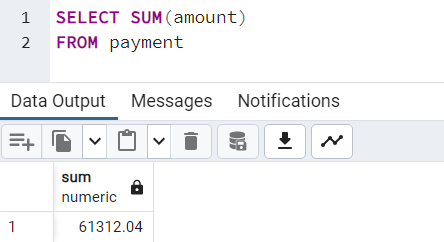 1 SELECT SUM(amount)
2 FROM payment
Data Output Messages Notifications
sum
numeric
1 61312.04